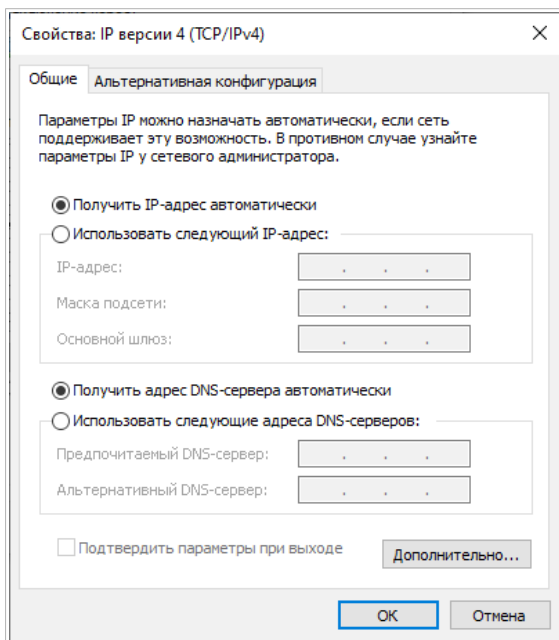 Свойства: IP версии 4 (TCP/IPv4)
Общие
Альтернативная конфигурация
Параметры IP можно назначать автоматически, если сеть
поддерживает эту возможность. В противном случае узнайте
параметры IP у сетевого администратора.
Получить IP-адрес автоматически
Использовать следующий IP-адрес:
IP-адрес:
Маска подсети:
Основной шлюз:
Получить адрес DNS-сервера автоматически
Использовать следующие адреса DNS-серверов:
Предпочитаемый DNS-сервер:
Альтернативный DNS-сервер:
Подтвердить параметры при выходе
Дополнительно...
ОК
Отмена